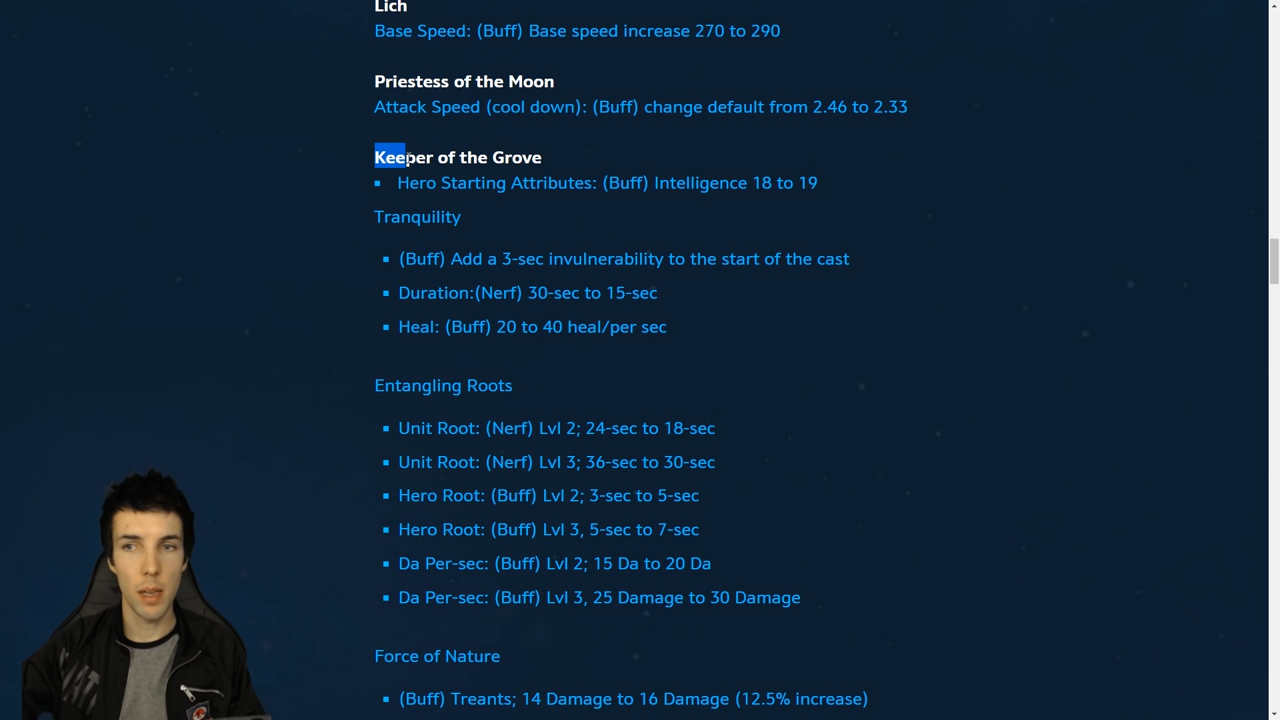 Lich
Base Speed: (Buff) Base speed increase 270 to 290
Priestess of the Moon
Attack Speed (cool down): (Buff) change default from 2.46 to 2.33
Keeper of the Grove
Hero Starting Attributes: (Buff) Intelligence 18 to 19
Tranquility
(Buff) Add a 3-sec invulnerability to the start of the cast
Duration:(Nerf) 30-sec to 15-sec
Heal: (Buff) 20 to 40 heal/per sec
Entangling Roots
Unit Root: (Nerf) Lvl 2; 24-sec to 18-sec
Unit Root: (Nerf) Lvl 3; 36-sec to 30-sec
Hero Root: (Buff) Lvl 2; 3-sec to 5-sec
Hero Root: (Buff) Lvl 3, 5-sec to 7-sec
Da Per-sec: (Buff) Lvl 2; 15 Da to 20 Da
Da Per-sec: (Buff) Lvl 3, 25 Damage to 30 Damage
Force of Nature
(Buff) Treants; 14 Damage to 16 Damage (12.5% increase)